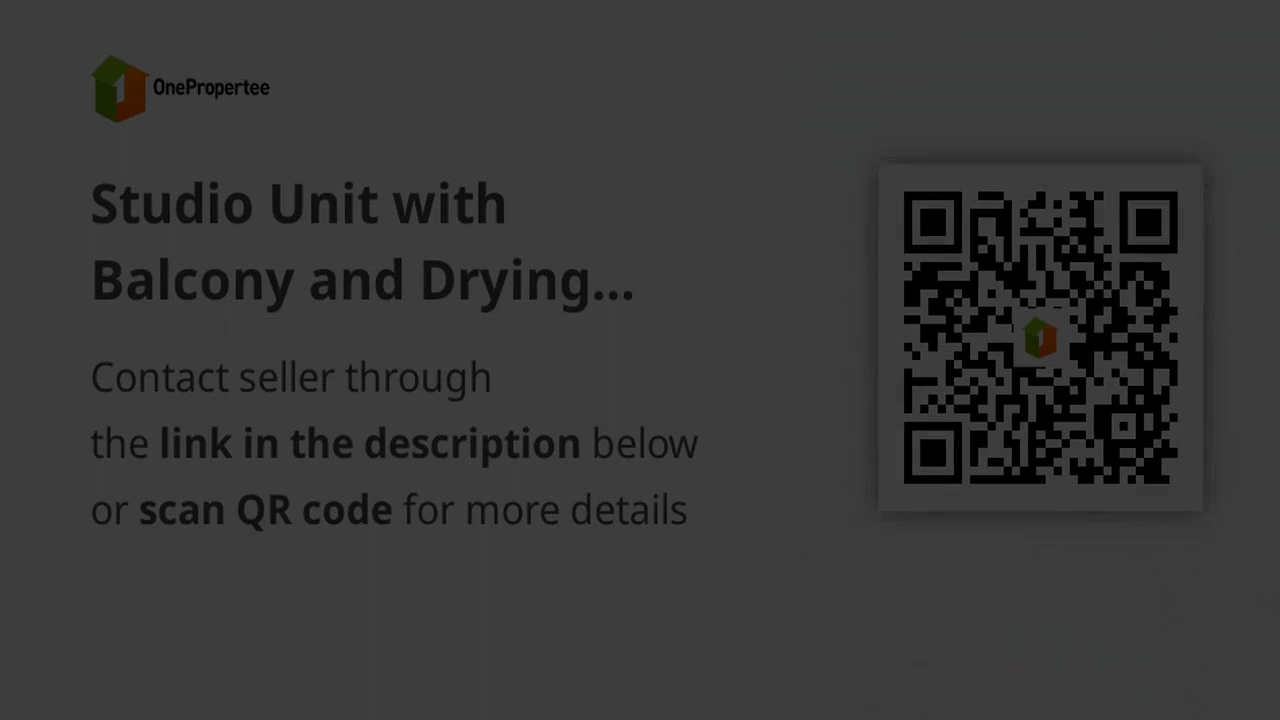 OnePropertee
Studio Unit with
Balcony and Drying...
Contact seller through
the link in the description below
or scan QR code for more details